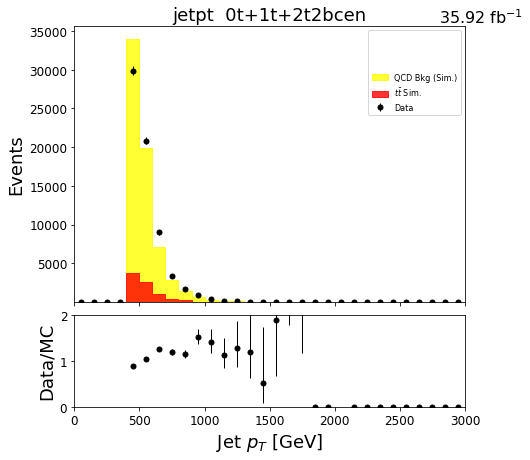 jetpt 0t+1t+2t2bcen
35.92 fb⁻¹
QCD Bkg (Sim.)
tt̄ Sim.
Data
Events
35000
30000
25000
20000
15000
10000
5000
Data/MC
2
1
0
0 500 1000 1500 2000 2500 3000
Jet p_T [GeV]